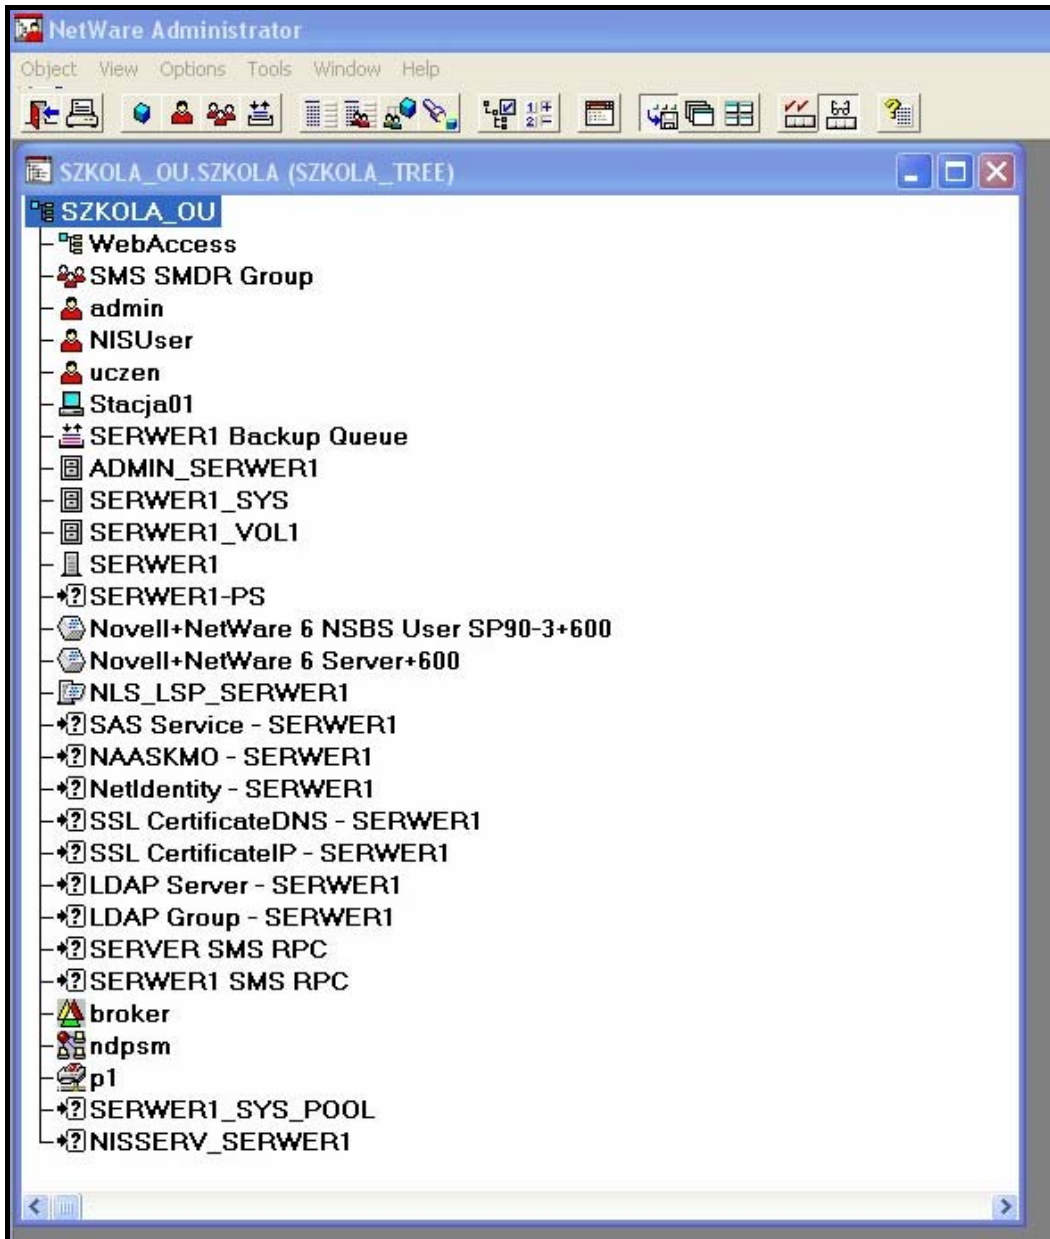 NetWare Administrator
Object View Options Tools Window Help
SZKOLA_OU.SZKOLA (SZKOLA_TREE)
SZKOLA_OU
WebAccess
SMS SMDR Group
admin
NISUser
uczen
Stacja01
SERWER1 Backup Queue
ADMIN_SERWER1
SERWER1_SYS
SERWER1_VOL1
SERWER1
SERWER1-PS
Novell+NetWare 6 NSBS User SP90-3+600
Novell+NetWare 6 Server+600
NLS_LSP_SERWER1
SAS Service - SERWER1
NAASKMO - SERWER1
NetIdentity - SERWER1
SSL CertificateDNS - SERWER1
SSL CertificateIP - SERWER1
LDAP Server - SERWER1
LDAP Group - SERWER1
SERVER SMS RPC
SERWER1 SMS RPC
broker
ndpsm
p1
SERWER1_SYS_POOL
NISSERV_SERWER1